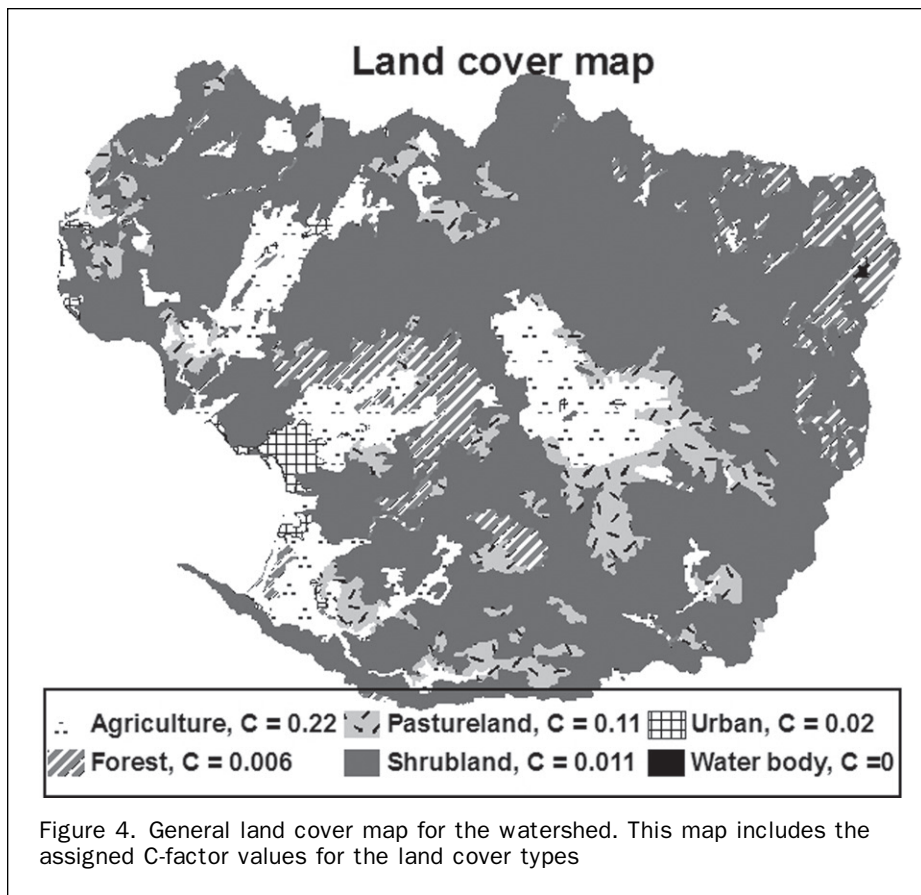 Land cover map
Agriculture, C = 0.22 Pastureland, C = 0.11 Urban, C = 0.02
Forest, C = 0.006 Shrubland, C = 0.011 Water body, C =0
Figure 4. General land cover map for the watershed. This map includes the
assigned C-factor values for the land cover types